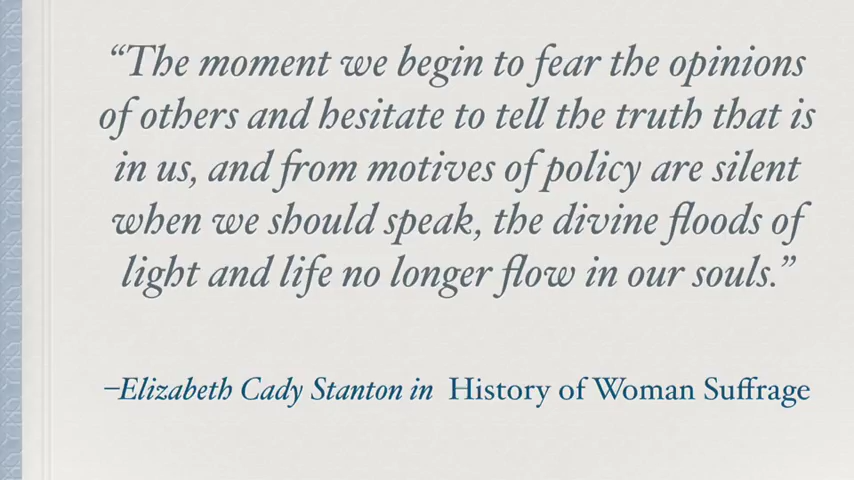 “The moment we begin to fear the opinions
of others and hesitate to tell the truth that is
in us, and from motives of policy are silent
when we should speak, the divine floods of
light and life no longer flow in our souls.”
–Elizabeth Cady Stanton in History of Woman Suffrage